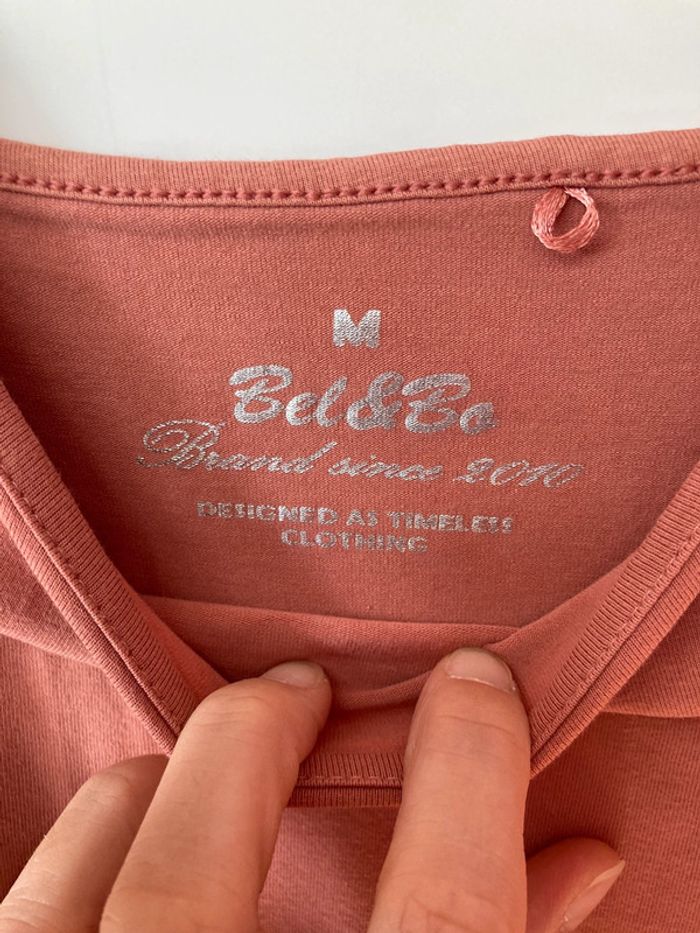 M
Bel&Bo
Brand since 2010
DESIGNED AS TIMELESS
CLOTHING